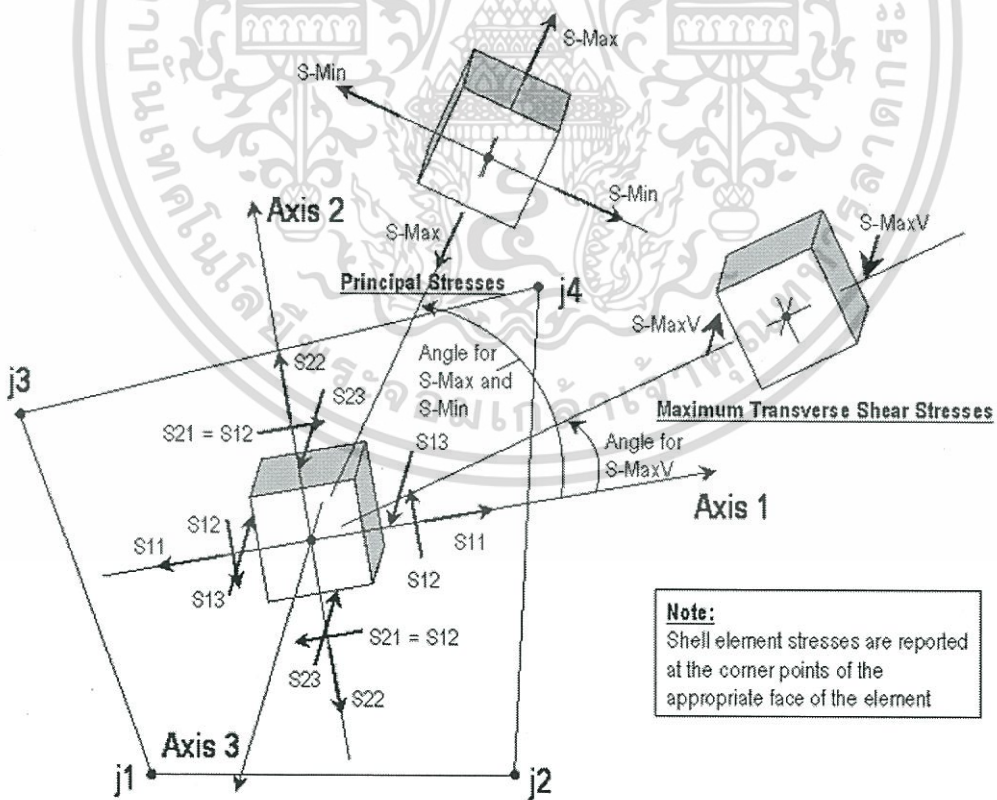 S-Max
S-Min
S-Min
S-Max
Principal Stresses
S-MaxV
S-MaxV
Maximum Transverse Shear Stresses
Axis 2
j4
j3
S22
S23
S21 = S12
Angle for
S-Max and
S-Min
S13
Angle for
S-MaxV
Axis 1
S12
S11
S11
S12
S13
S21 = S12
S23
S22
Axis 3
j1
j2
Note:
Shell element stresses are reported
at the corner points of the
appropriate face of the element